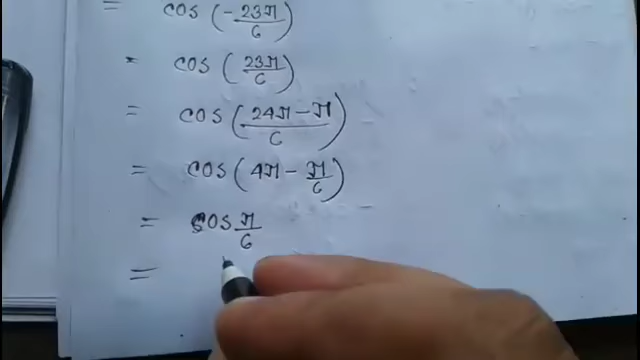 = cos (-23π/6)
= cos (23π/6)
= cos (24π-π/6)
= cos (4π - π/6)
= cos π/6
=